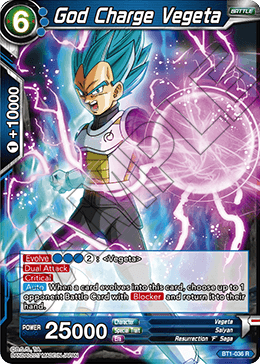 BATTLE
6 God Charge Vegeta
1 +10000
SAMPLE
Evolve 2 : <Vegeta>
Dual Attack
Critical
Auto When a card evolves into this card, choose up to 1
opponent Battle Card with Blocker and return it to their
hand.
POWER 25000
Character Vegeta
Special Trait Saiyan
Era Resurrection "F" Saga
BT1-036 R